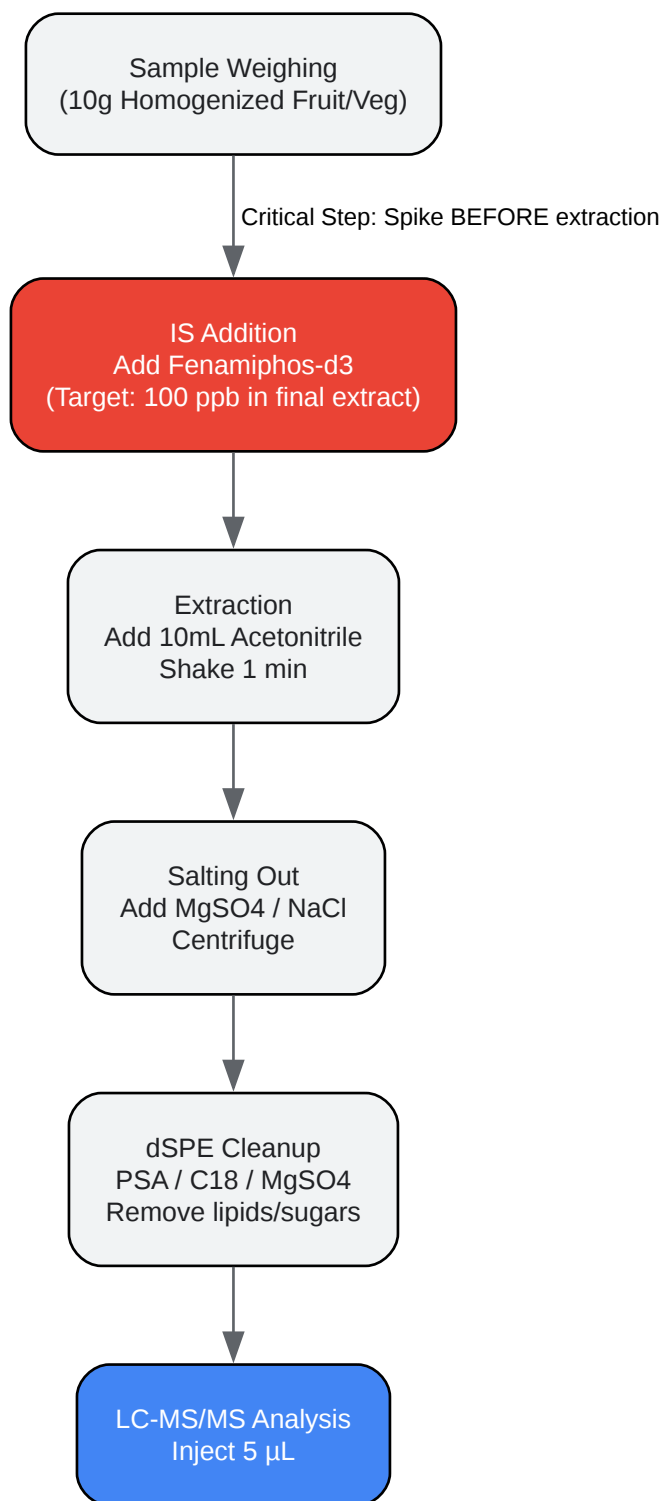 Sample Weighing
(10g Homogenized Fruit/Veg)
Critical Step: Spike BEFORE extraction
IS Addition
Add Fenamiphos-d3
(Target: 100 ppb in final extract)
Extraction
Add 10mL Acetonitrile
Shake 1 min
Salting Out
Add MgSO4 / NaCl
Centrifuge
dSPE Cleanup
PSA / C18 / MgSO4
Remove lipids/sugars
LC-MS/MS Analysis
Inject 5 µL